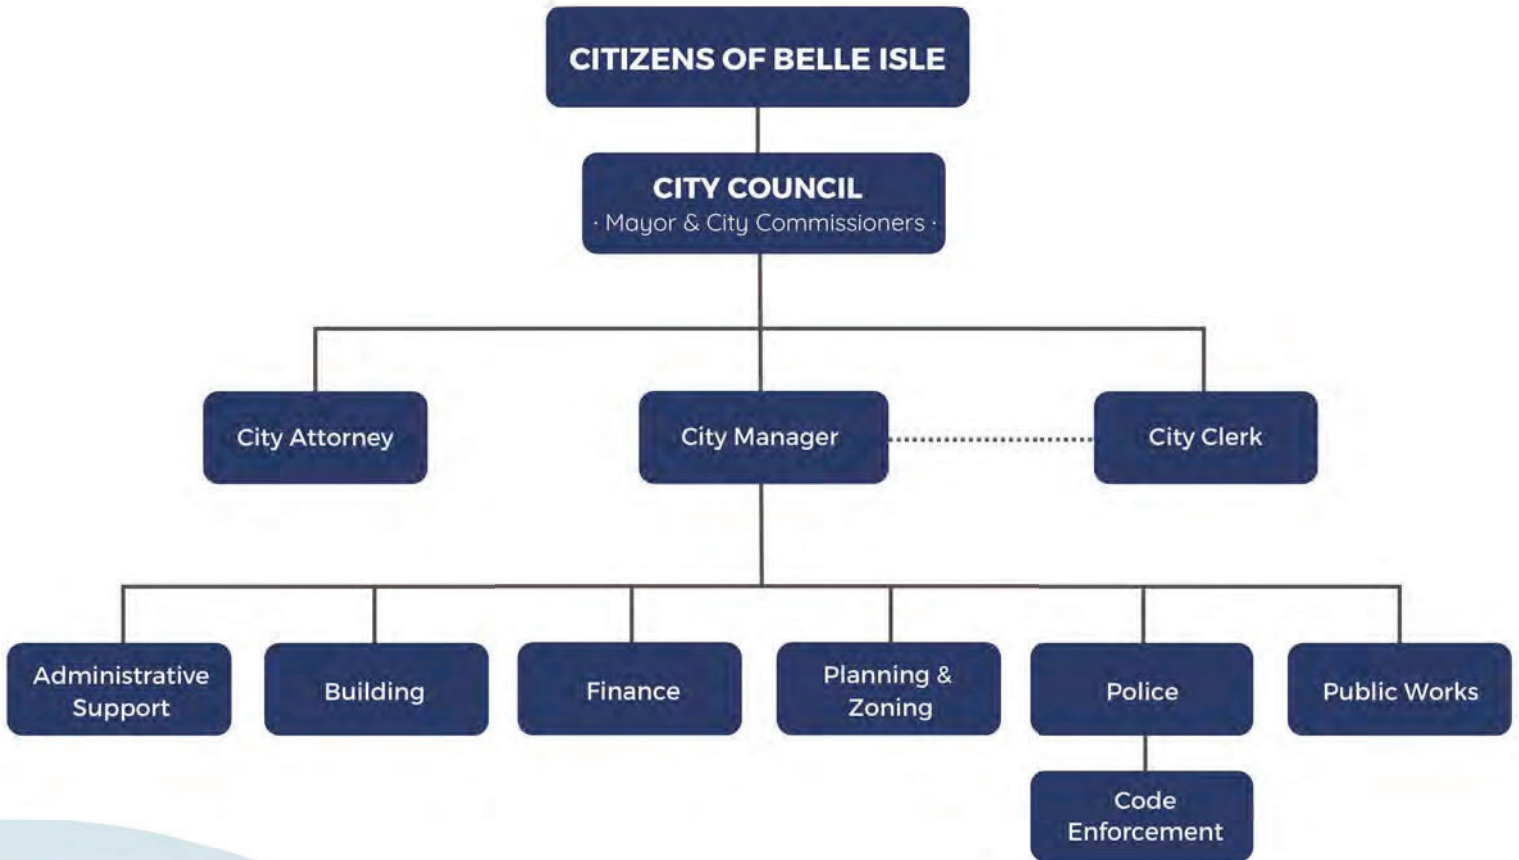 CITIZENS OF BELLE ISLE
CITY COUNCIL
· Mayor & City Commissioners ·
City Attorney
City Manager
City Clerk
Administrative
Support
Building
Finance
Planning &
Zoning
Police
Public Works
Code
Enforcement